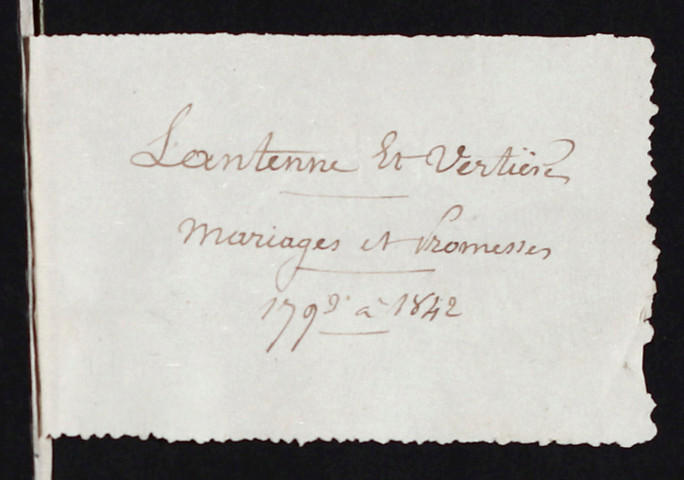 Lantenne Et Vertière
Mariages et Promesses
1793 à 1842